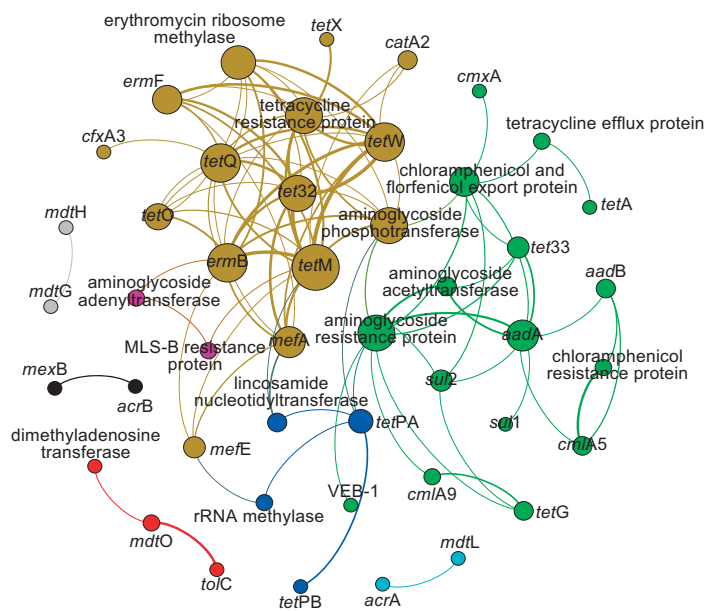 erythromycin ribosome
methylase
tetX
catA2
ermF
cmxA
tetracycline
resistance protein
tetracycline efflux protein
cfxA3
tetW
tetQ
chloramphenicol and
florfenicol export protein
tet32
tetA
mdtH
tetO
aminoglycoside
phosphotransferase
tet33
ermB
tetM
aadB
mdtG
aminoglycoside
adenyltransferase
aminoglycoside
acetyltransferase
aminoglycoside
resistance protein
aadA
mefA
MLS-B resistance
protein
chloramphenicol
resistance protein
mexB
acrB
lincosamide
nucleotidyltransferase
sul2
dimethyladenosine
transferase
tetPA
sul1
cmlA5
mefE
VEB-1
cmlA9
rRNA methylase
tetG
mdtO
mdtL
tolC
tetPB
acrA